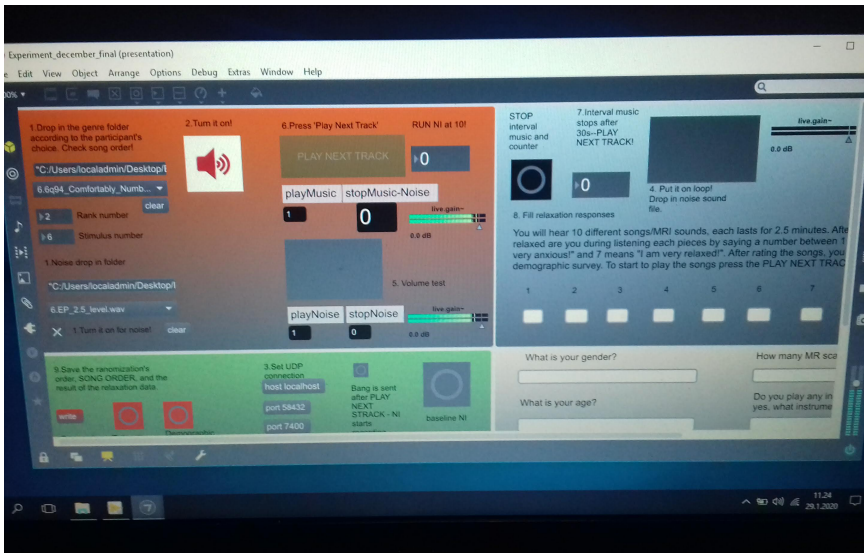 Experiment_december_final (presentation)
Edit View Object Arrange Options Debug Extras Window Help
1.Drop in the genre folder
according to the participant's
choice. Check song order!
"C:/Users/localadmin/Desktop/
6.6q94_Comfortably_Numb...
clear
2 Rank number
6 Stimulus number
1.Noise drop in folder
"C:/Users/localadmin/Desktop/
6.EP_2.5_level.wav
1.Turn it on for noise! clear
2.Turn it on!
6.Press 'Play Next Track'
RUN NI at 10!
PLAY NEXT TRACK
0
playMusic stopMusic-Noise
1 0
live.gain~
0.0 dB
5. Volume test
playNoise stopNoise
1 0
live.gain~
0.0 dB
STOP
interval
music and
counter
7.Interval music
stops after
30s--PLAY
NEXT TRACK!
0
4. Put it on loop!
Drop in noise sound
file.
live.gain~
0.0 dB
8. Fill relaxation responses
You will hear 10 different songs/MRI sounds, each lasts for 2.5 minutes. Afte
relaxed are you during listening each pieces by saying a number between 1
very anxious!" and 7 means "I am very relaxed!". After rating the songs, you
demographic survey. To start to play the songs press the PLAY NEXT TRAC
1 2 3 4 5 6 7
9.Save the ranomization's
order, SONG ORDER, and the
result of the relaxation data.
write
3.Set UDP
connection
host localhost
port 58432
port 7400
Bang is sent
after PLAY
NEXT
STRACK - NI
starts
baseline NI
What is your gender?
What is your age?
How many MR sca
Do you play any in
yes, what instrume
11.24
29.1.2020